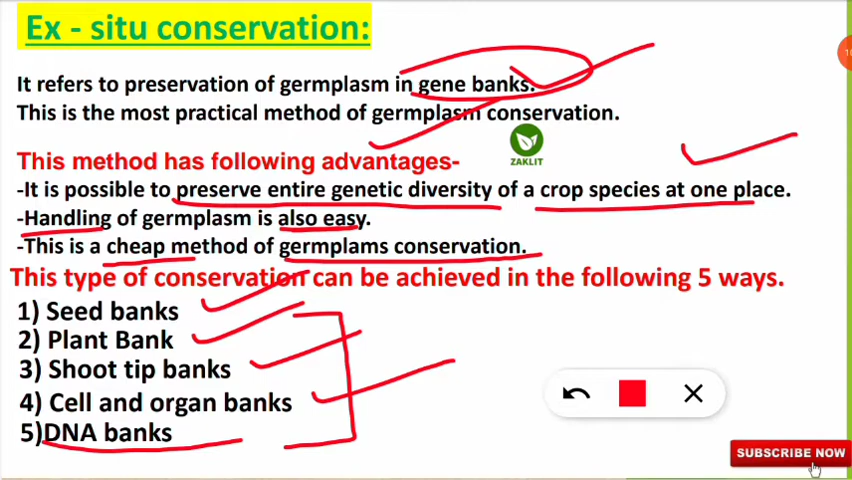 Ex - situ conservation:
It refers to preservation of germplasm in gene banks.
This is the most practical method of germplasm conservation.
ZAKLIT
This method has following advantages-
-It is possible to preserve entire genetic diversity of a crop species at one place.
-Handling of germplasm is also easy.
-This is a cheap method of germplams conservation.
This type of conservation can be achieved in the following 5 ways.
1) Seed banks
2) Plant Bank
3) Shoot tip banks
4) Cell and organ banks
5)DNA banks
SUBSCRIBE NOW